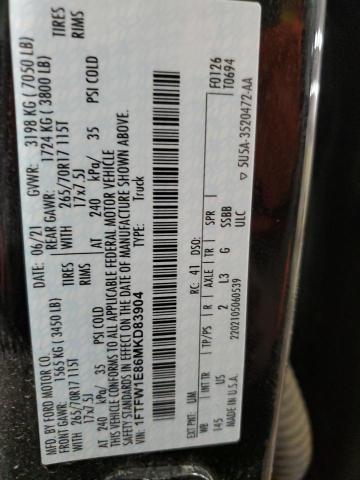 MFD. BY FORD MOTOR CO.
DATE: 06/21 GVWR: 3198 KG ( 7050 LB)
FRONT GAWR: 1565 KG ( 3450 LB) REAR GAWR: 1724 KG ( 3800 LB)
265/70R17 115T TIRES WITH 265/70R17 115T TIRES
17x7.5J RIMS 17x7.5J RIMS
AT 240 kPa/ 35 PSI COLD AT 240 kPa/ 35 PSI COLD
THIS VEHICLE CONFORMS TO ALL APPLICABLE FEDERAL MOTOR VEHICLE
SAFETY STANDARDS IN EFFECT ON THE DATE OF MANUFACTURE SHOWN ABOVE.
VIN: 1FTFW1E86MKD83904
TYPE: Truck
F0126
T0694
EXT PNT: UM RC: 41 DSO:
WB INT TR TP/PS R AXLE TR SPR
145 US 2 L3 G SSBB
ULC
MADE IN U.S.A. 2202105060539
5U5A-3520472-AA